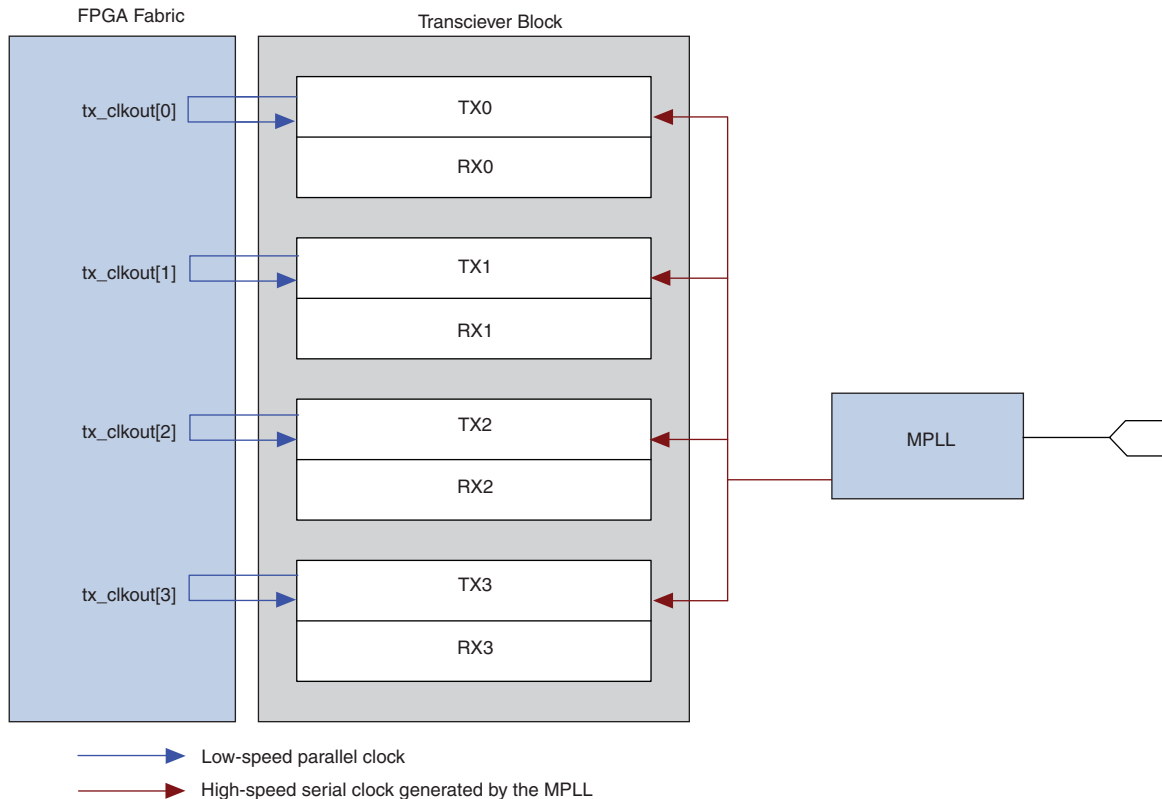 FPGA Fabric
Transciever Block
tx_clkout[0]
TX0
RX0
tx_clkout[1]
TX1
RX1
tx_clkout[2]
TX2
RX2
MPLL
tx_clkout[3]
TX3
RX3
Low-speed parallel clock
High-speed serial clock generated by the MPLL